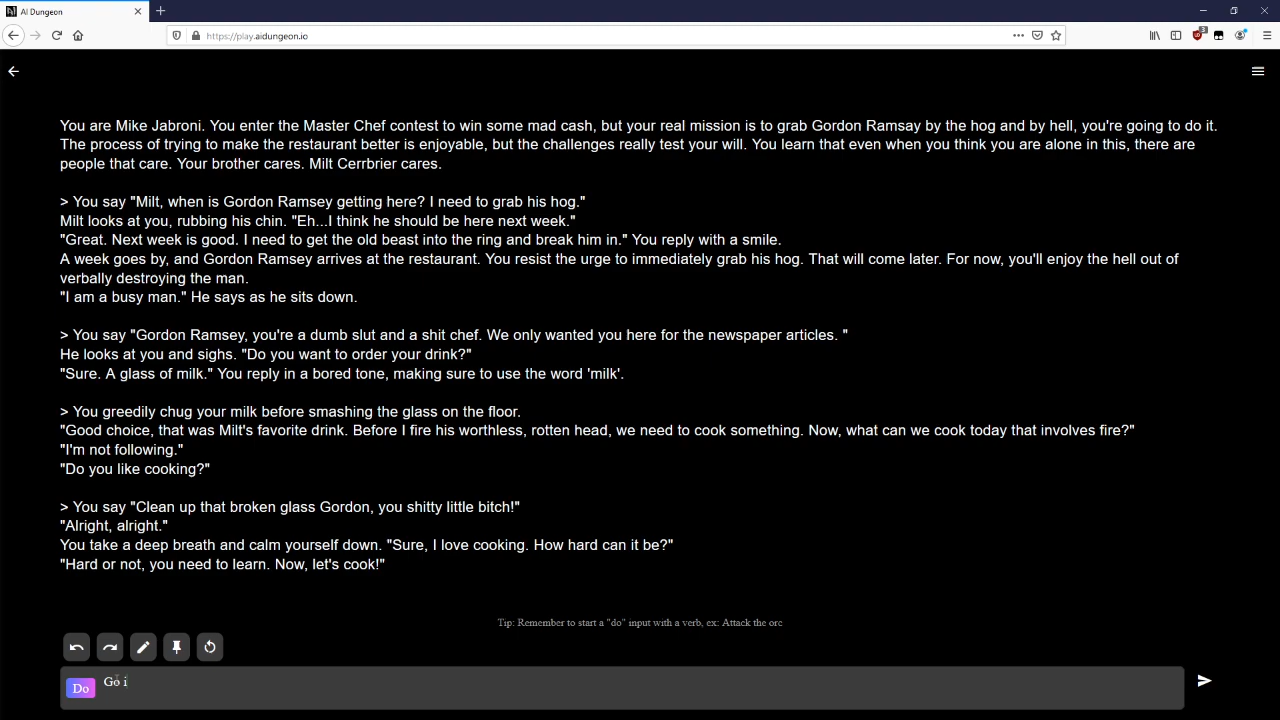 AI Dungeon
https://play.aidungeon.io
You are Mike Jabroni. You enter the Master Chef contest to win some mad cash, but your real mission is to grab Gordon Ramsay by the hog and by hell, you're going to do it.
The process of trying to make the restaurant better is enjoyable, but the challenges really test your will. You learn that even when you think you are alone in this, there are
people that care. Your brother cares. Milt Cerrbrier cares.
> You say "Milt, when is Gordon Ramsey getting here? I need to grab his hog."
Milt looks at you, rubbing his chin. "Eh...I think he should be here next week."
"Great. Next week is good. I need to get the old beast into the ring and break him in." You reply with a smile.
A week goes by, and Gordon Ramsey arrives at the restaurant. You resist the urge to immediately grab his hog. That will come later. For now, you'll enjoy the hell out of
verbally destroying the man.
"I am a busy man." He says as he sits down.
> You say "Gordon Ramsey, you're a dumb slut and a shit chef. We only wanted you here for the newspaper articles. "
He looks at you and sighs. "Do you want to order your drink?"
"Sure. A glass of milk." You reply in a bored tone, making sure to use the word 'milk'.
> You greedily chug your milk before smashing the glass on the floor.
"Good choice, that was Milt's favorite drink. Before I fire his worthless, rotten head, we need to cook something. Now, what can we cook today that involves fire?"
"I'm not following."
"Do you like cooking?"
> You say "Clean up that broken glass Gordon, you shitty little bitch!"
"Alright, alright."
You take a deep breath and calm yourself down. "Sure, I love cooking. How hard can it be?"
"Hard or not, you need to learn. Now, let's cook!"
Tip: Remember to start a "do" input with a verb, ex: Attack the orc
Do Go i